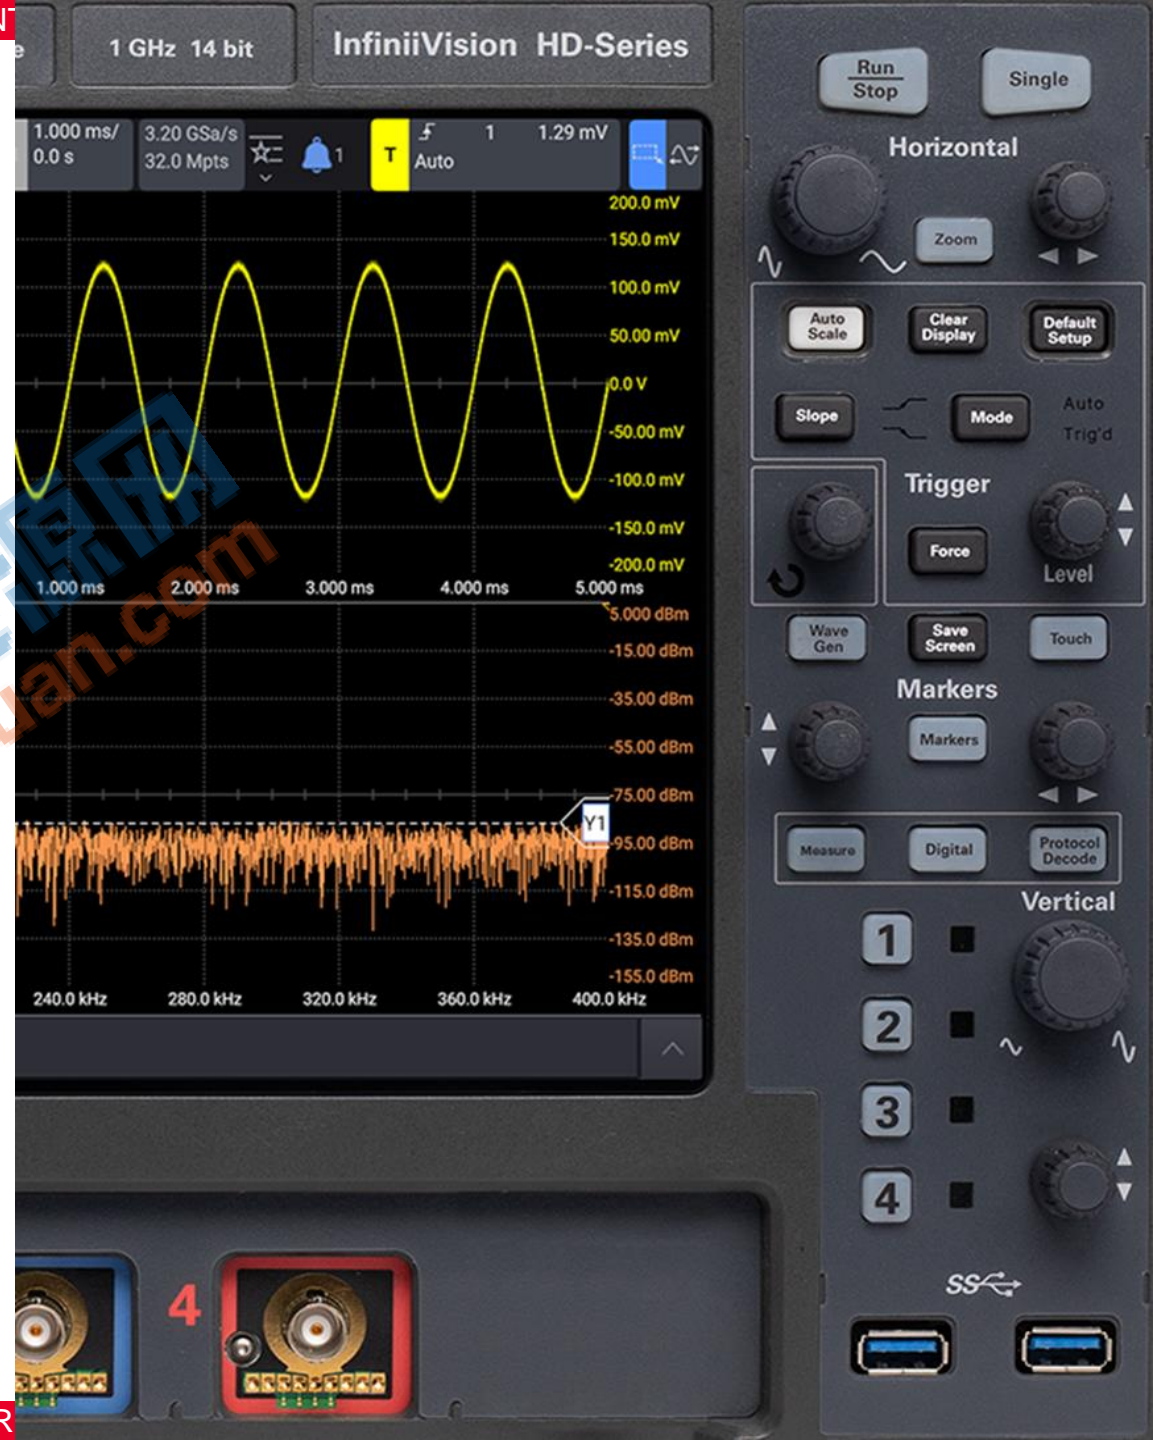 1 GHz 14 bit
InfiniiVision HD-Series
1.000 ms/
0.0 s
3.20 GSa/s
32.0 Mpts
1
T
1
1.29 mV
Auto
200.0 mV
150.0 mV
100.0 mV
50.00 mV
0.0 V
-50.00 mV
-100.0 mV
-150.0 mV
-200.0 mV
1.000 ms
2.000 ms
3.000 ms
4.000 ms
5.000 ms
5.000 dBm
-15.00 dBm
-35.00 dBm
-55.00 dBm
-75.00 dBm
Y1
-95.00 dBm
-115.0 dBm
-135.0 dBm
-155.0 dBm
240.0 kHz
280.0 kHz
320.0 kHz
360.0 kHz
400.0 kHz
源网
uan.com
Run
Stop
Single
Horizontal
Zoom
Auto
Scale
Clear
Display
Default
Setup
Slope
Mode
Auto
Trig'd
Trigger
Force
Level
Wave
Gen
Save
Screen
Touch
Markers
Markers
Measure
Digital
Protocol
Decode
Vertical
1
2
3
4
SS
4
R